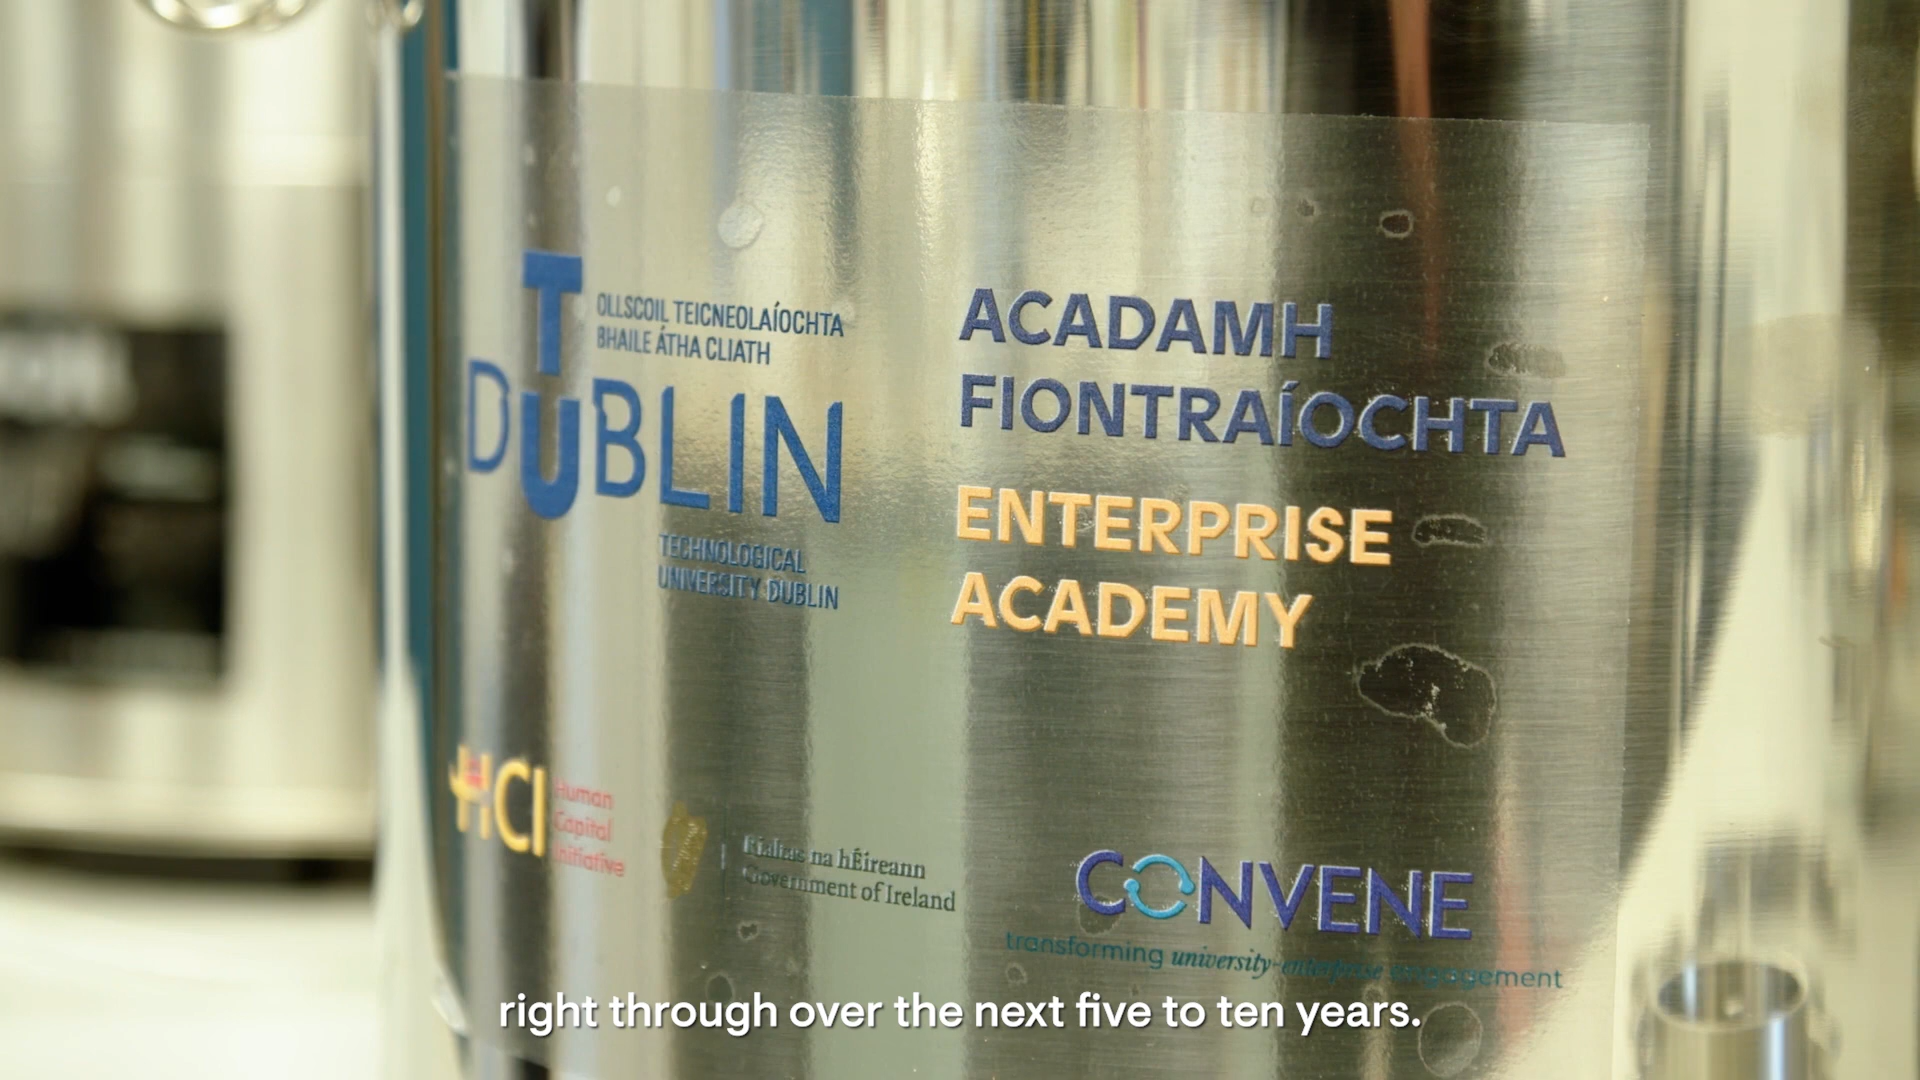 OLLSCOIL TEICNEOLAÍOCHTA
BHAILE ÁTHA CLIATH
TU DUBLIN
TECHNOLOGICAL
UNIVERSITY DUBLIN
ACADAMH
FIONTRAÍOCHTA
ENTERPRISE
ACADEMY
HCI
Human
Capital
Initiative
Rialtas na hÉireann
Government of Ireland
CONVENE
transforming university-enterprise engagement
right through over the next five to ten years.